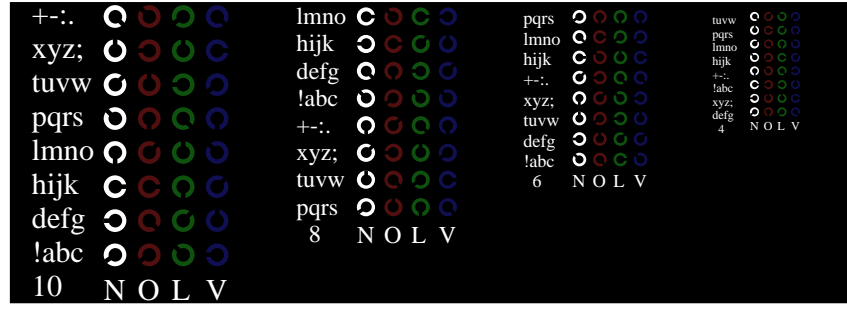 +-:.
xyz;
tuvw
pqrs
lmno
hijk
defg
!abc
10 N O L V
lmno
hijk
defg
!abc
+-:.
xyz;
tuvw
pqrs
8 N O L V
pqrs
lmno
hijk
+-:.
xyz;
tuvw
defg
!abc
6 N O L V
tuvw
pqrs
lmno
hijk
+-:.
!abc
xyz;
defg
4 N O L V